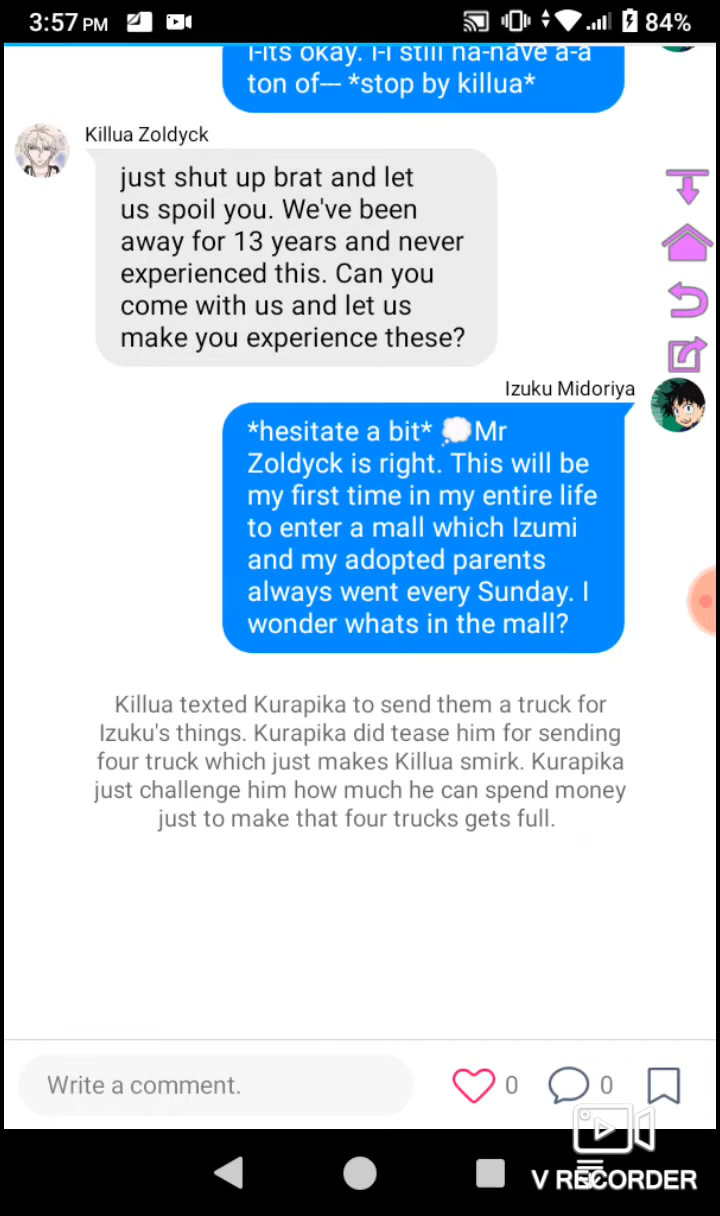 3:57 PM
84%
I-Its okay. I-I still ha-have a-a
ton of--- *stop by killua*
Killua Zoldyck
just shut up brat and let
us spoil you. We've been
away for 13 years and never
experienced this. Can you
come with us and let us
make you experience these?
Izuku Midoriya
*hesitate a bit* 💭Mr
Zoldyck is right. This will be
my first time in my entire life
to enter a mall which Izumi
and my adopted parents
always went every Sunday. I
wonder whats in the mall?
Killua texted Kurapika to send them a truck for
Izuku's things. Kurapika did tease him for sending
four truck which just makes Killua smirk. Kurapika
just challenge him how much he can spend money
just to make that four trucks gets full.
Write a comment.
0
0
V RECORDER